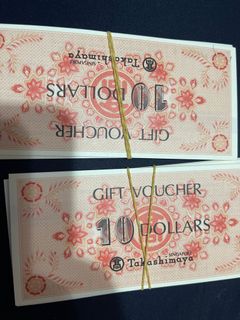 SINGAPORE
Takashimaya
10 DOLLARS
GIFT VOUCHER
GIFT VOUCHER
10 DOLLARS
SINGAPORE
Takashimaya